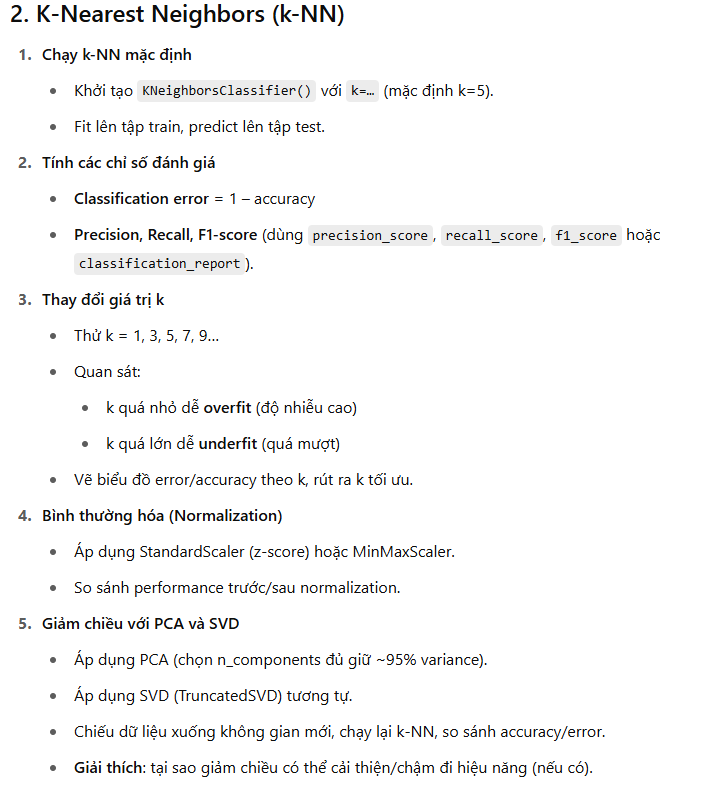 2. K-Nearest Neighbors (k-NN)
1. Chạy k-NN mặc định
• Khởi tạo KNeighborsClassifier() với k=… (mặc định k=5).
• Fit lên tập train, predict lên tập test.
2. Tính các chỉ số đánh giá
• Classification error = 1 – accuracy
• Precision, Recall, F1-score (dùng precision_score, recall_score, f1_score hoặc
classification_report).
3. Thay đổi giá trị k
• Thử k = 1, 3, 5, 7, 9…
• Quan sát:
• k quá nhỏ dễ overfit (độ nhiễu cao)
• k quá lớn dễ underfit (quá mượt)
• Vẽ biểu đồ error/accuracy theo k, rút ra k tối ưu.
4. Bình thường hóa (Normalization)
• Áp dụng StandardScaler (z-score) hoặc MinMaxScaler.
• So sánh performance trước/sau normalization.
5. Giảm chiều với PCA và SVD
• Áp dụng PCA (chọn n_components đủ giữ ~95% variance).
• Áp dụng SVD (TruncatedSVD) tương tự.
• Chiếu dữ liệu xuống không gian mới, chạy lại k-NN, so sánh accuracy/error.
• Giải thích: tại sao giảm chiều có thể cải thiện/chậm đi hiệu năng (nếu có).